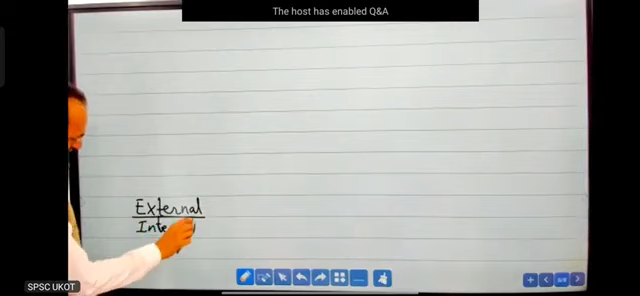 The host has enabled Q&A
External
SPSC UKOT